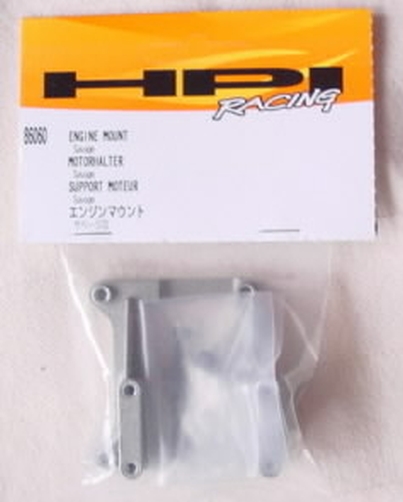 HPI
RACING
86060
ENGINE MOUNT
Savage
MOTORHALTER
Savage
SUPPORT MOTEUR
Savage
エンジンマウント